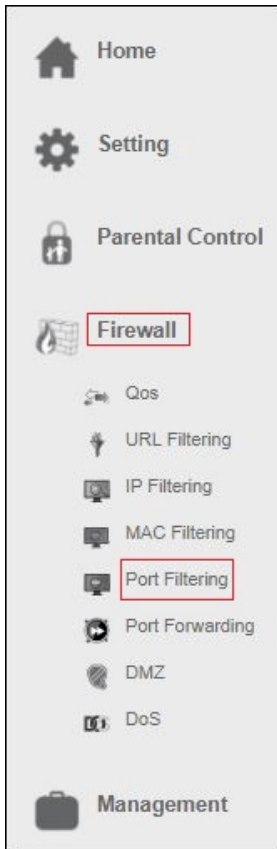 Home
Setting
Parental Control
Firewall
Qos
URL Filtering
IP Filtering
MAC Filtering
Port Filtering
Port Forwarding
DMZ
DoS
Management